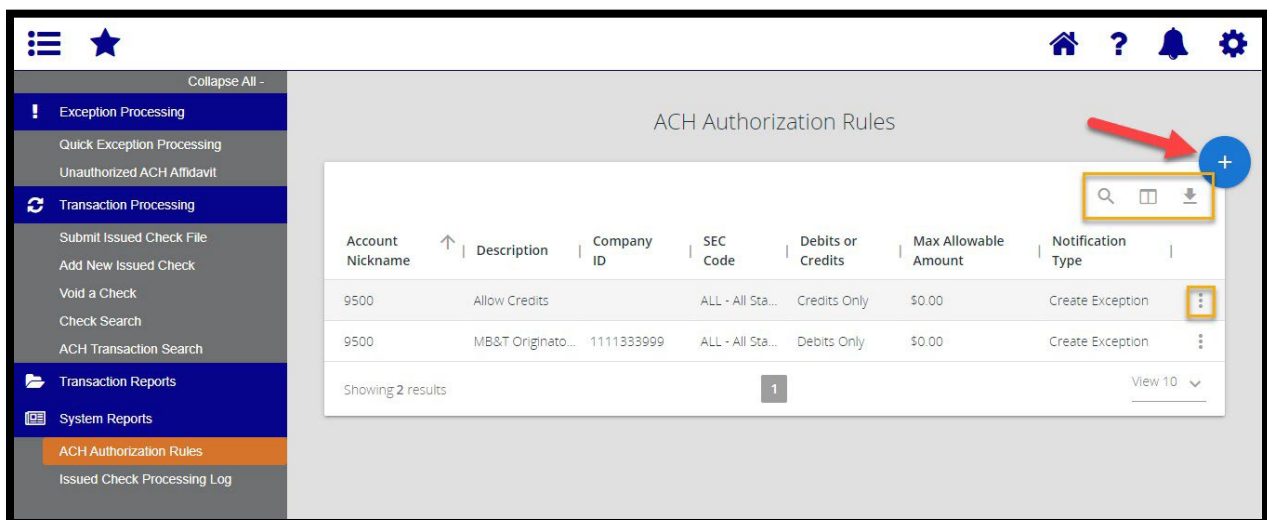 Collapse All -
Exception Processing
Quick Exception Processing
Unauthorized ACH Affidavit
Transaction Processing
Submit Issued Check File
Add New Issued Check
Void a Check
Check Search
ACH Transaction Search
Transaction Reports
System Reports
ACH Authorization Rules
Issued Check Processing Log
ACH Authorization Rules
Account Nickname Description Company ID SEC Code Debits or Credits Max Allowable Amount Notification Type
9500 Allow Credits ALL - All Sta... Credits Only $0.00 Create Exception
9500 MB&T Originato... 1111333999 ALL - All Sta... Debits Only $0.00 Create Exception
Showing 2 results 1 View 10